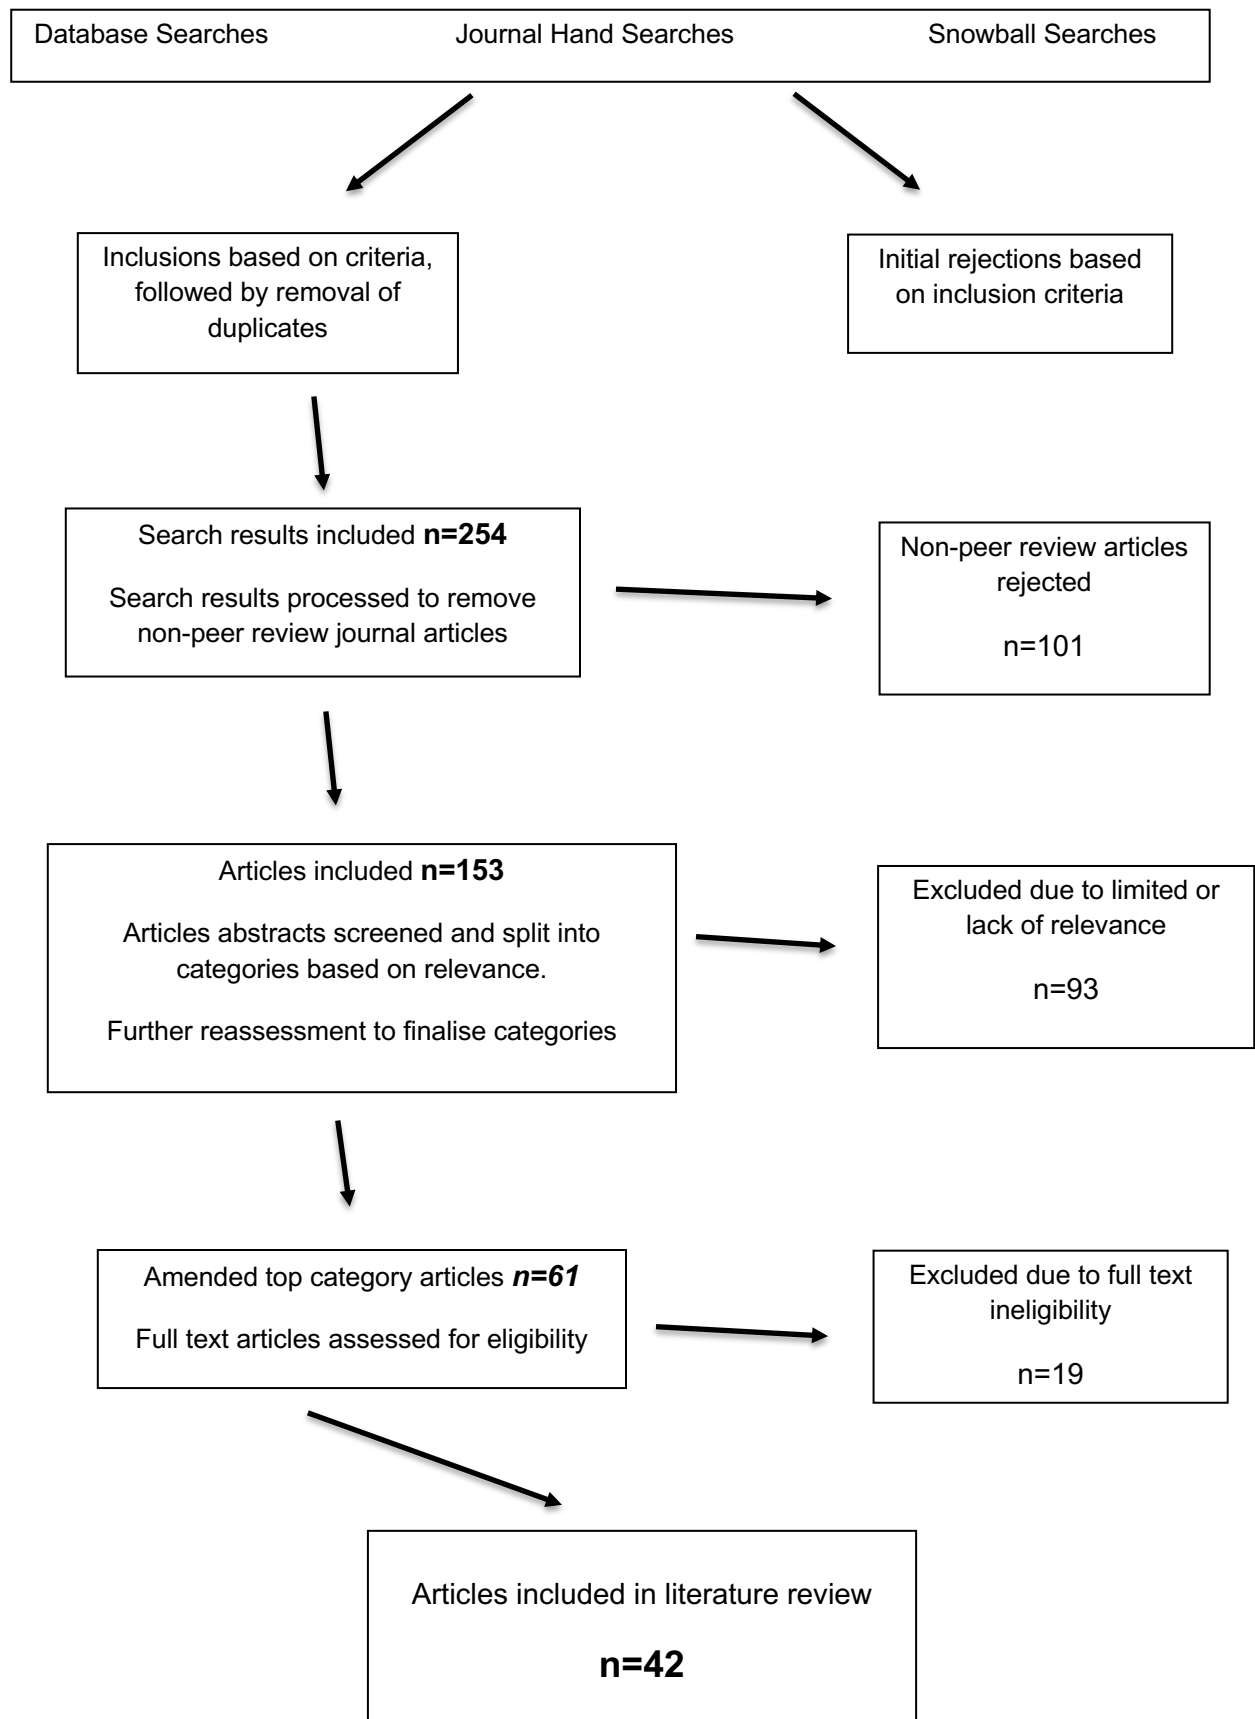 Database Searches Journal Hand Searches Snowball Searches
Inclusions based on criteria,
followed by removal of
duplicates
Initial rejections based
on inclusion criteria
Search results included n=254
Search results processed to remove
non-peer review journal articles
Non-peer review articles
rejected
n=101
Articles included n=153
Articles abstracts screened and split into
categories based on relevance.
Further reassessment to finalise categories
Excluded due to limited or
lack of relevance
n=93
Amended top category articles n=61
Full text articles assessed for eligibility
Excluded due to full text
ineligibility
n=19
Articles included in literature review
n=42